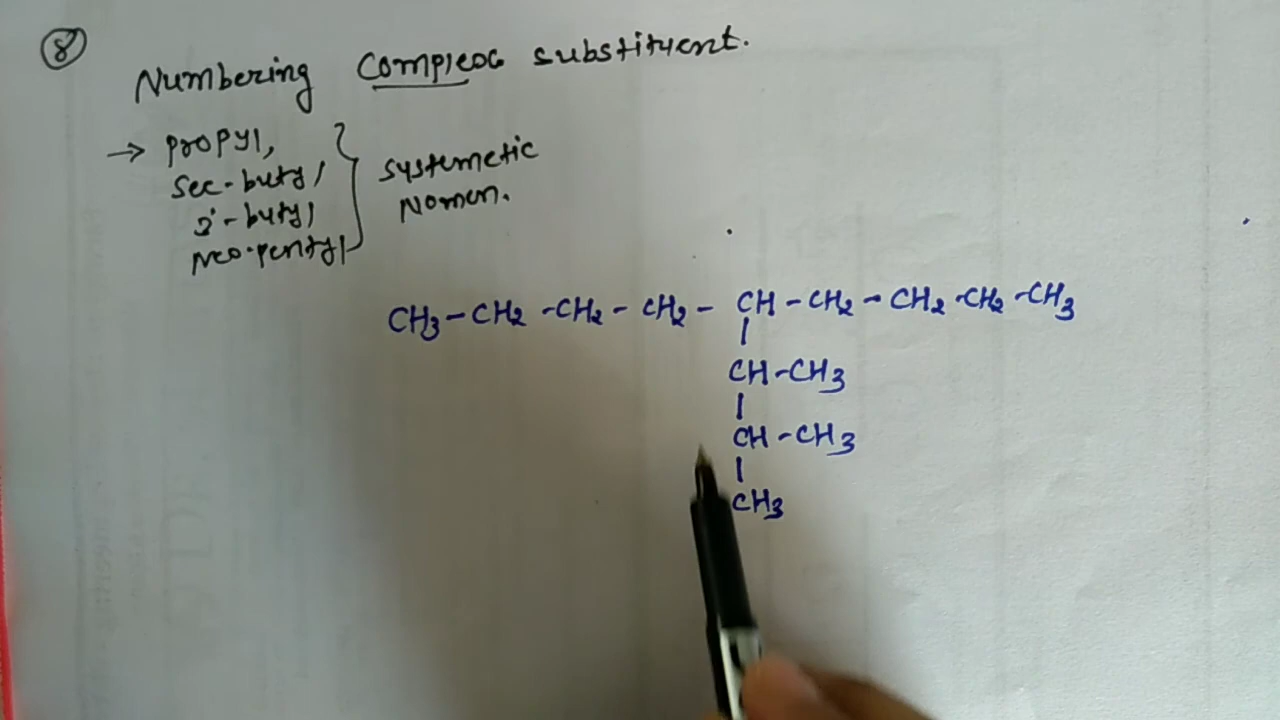 8
Numbering Complex substituent.
→ propyl,
sec-butyl
3°-butyl
Neo-pentyl
systemetic
Nomen.
CH3-CH2-CH2-CH2-CH-CH2-CH2-CH2-CH3
CH-CH3
CH-CH3
CH3